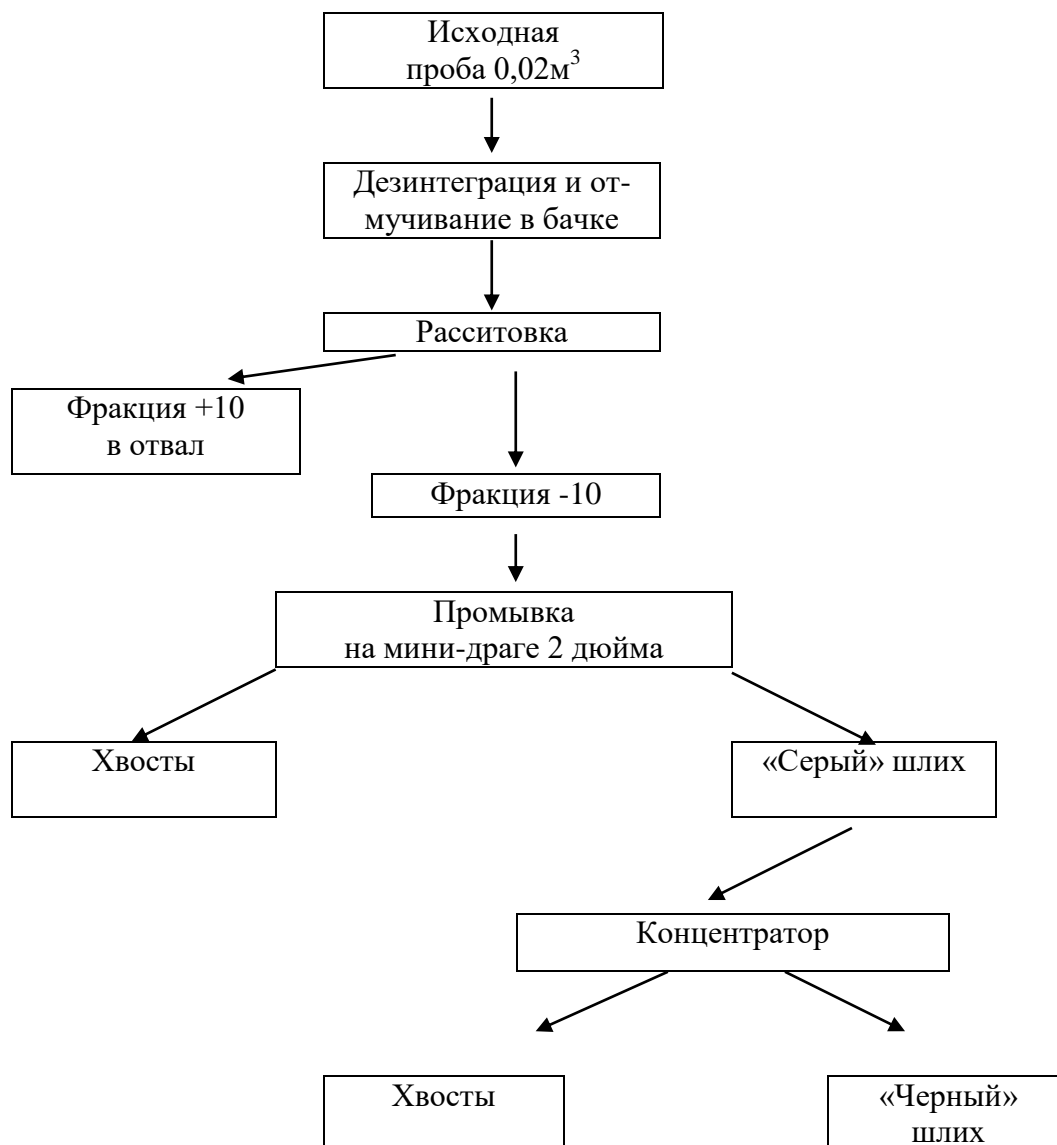 Исходная
проба 0,02м³
Дезинтеграция и от-
мучивание в бачке
Расситовка
Фракция +10
в отвал
Фракция -10
Промывка
на мини-драге 2 дюйма
Хвосты
«Серый» шлих
Концентратор
Хвосты
«Черный»
шлих